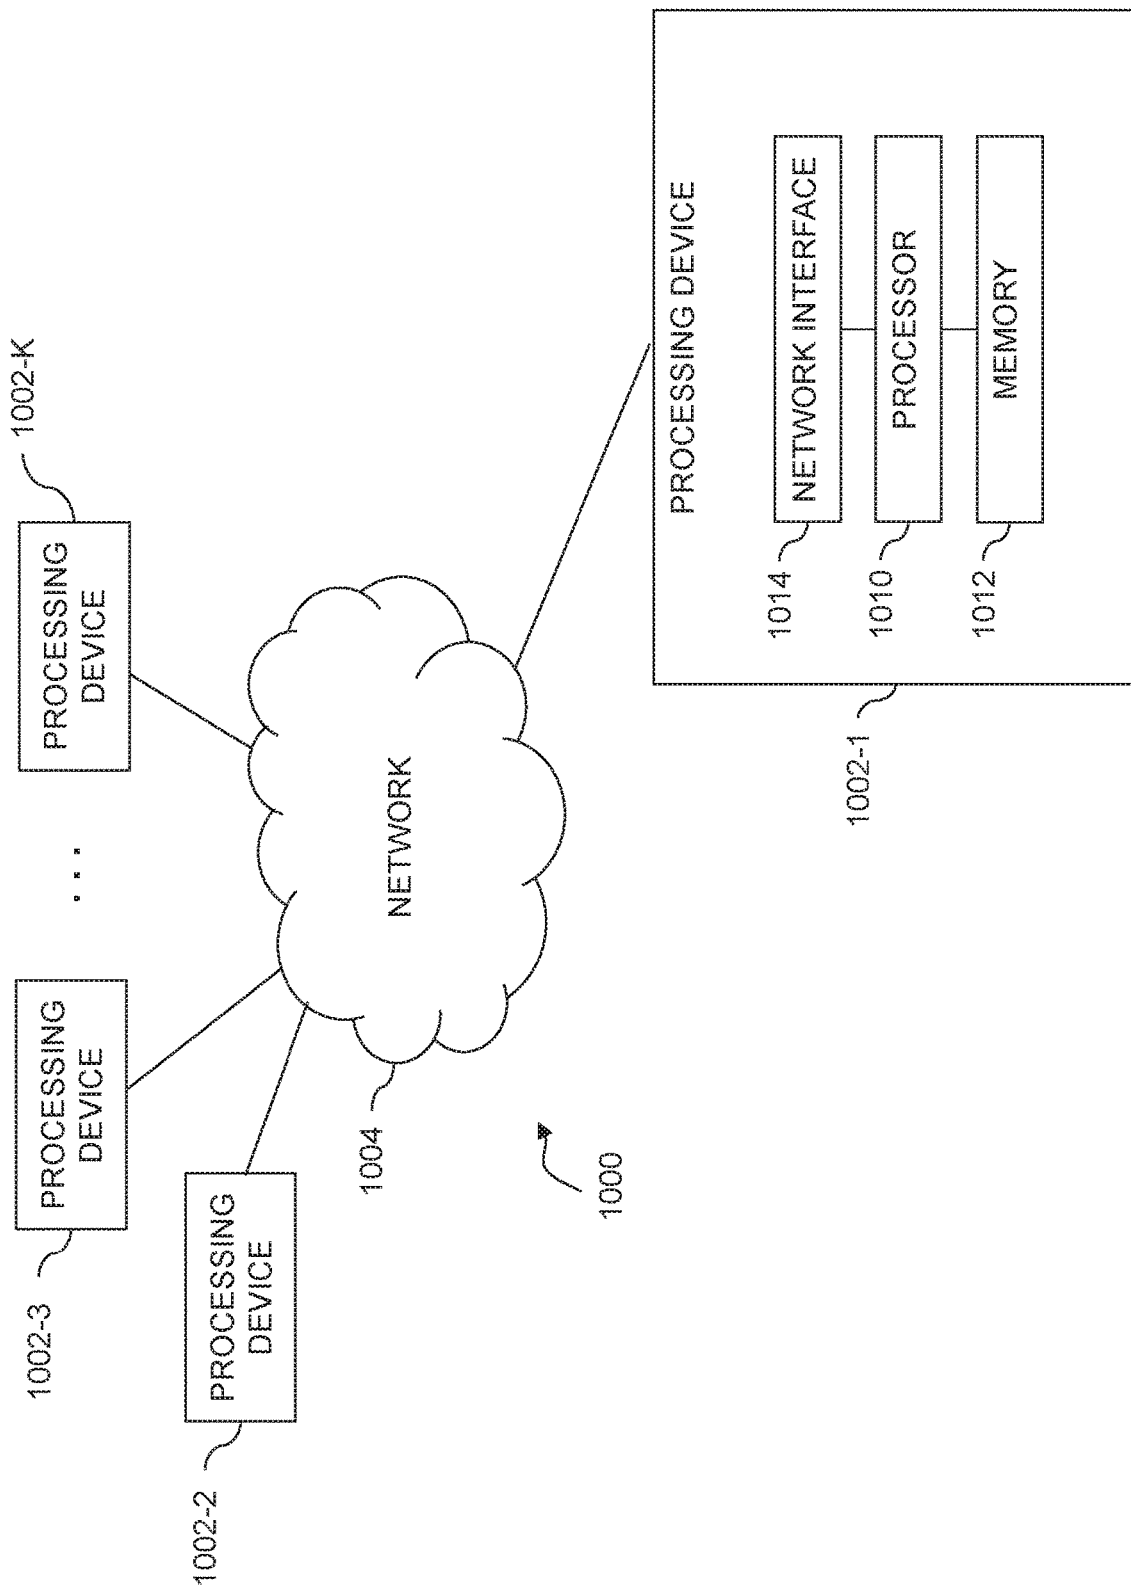 1000
1002-2
PROCESSING
DEVICE
1002-3
PROCESSING
DEVICE
. . .
PROCESSING
DEVICE
1002-K
1004
NETWORK
1002-1
PROCESSING DEVICE
1014
NETWORK INTERFACE
1010
PROCESSOR
1012
MEMORY